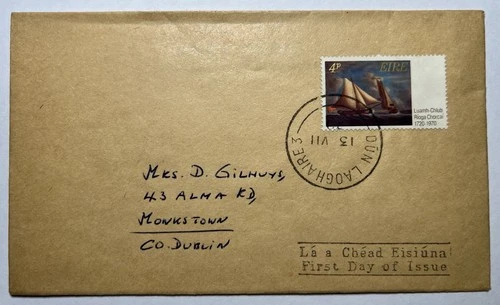 4P ÉIRE
Luamh-Chlub
Ríoga Chorcaí
1720-1970
DÚN LAOGHAIRE 3
13 VII
MRS. D. GILHUYS,
43 ALMA RD,
MONKSTOWN
CO. DUBLIN
Lá a Chéad Eisiúna
First Day of Issue